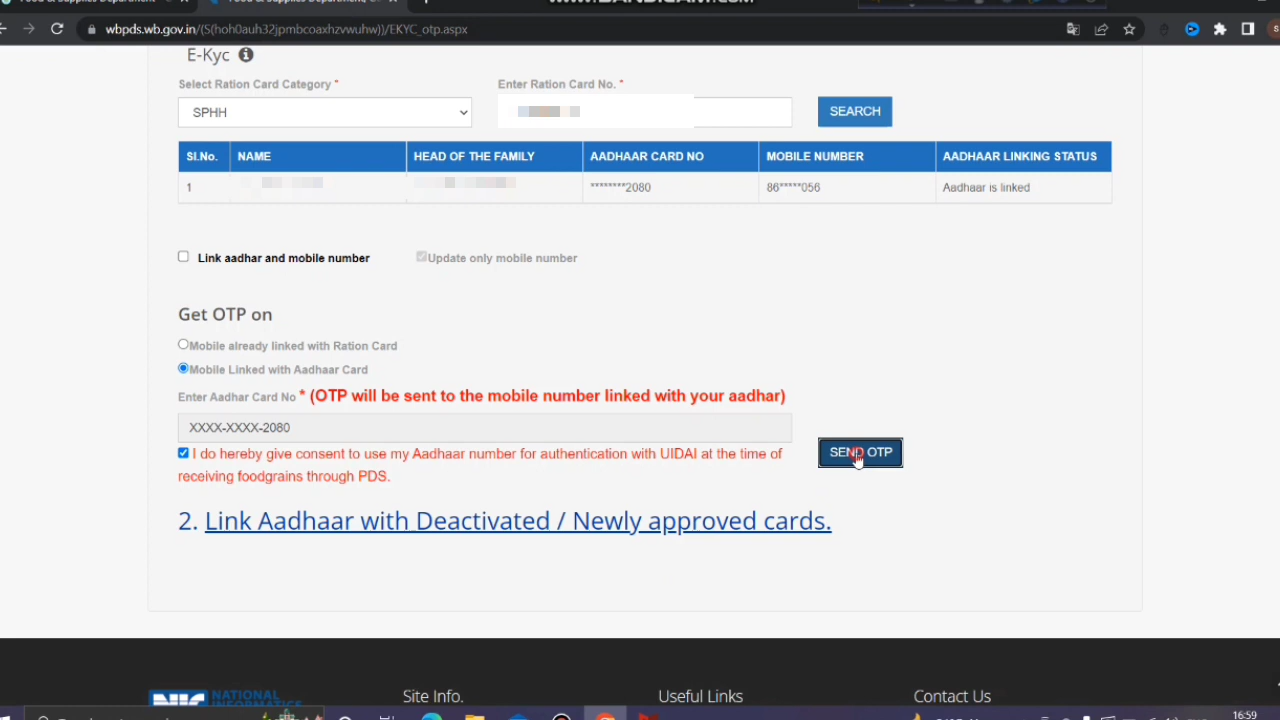 www.BANDICAM.com
wbpds.wb.gov.in/(S(hoh0auh32jpmbcoaxhzvwuhw))/EKYC_otp.aspx
E-Kyc
Select Ration Card Category *
Enter Ration Card No. *
SPHH
SEARCH
Sl.No. NAME HEAD OF THE FAMILY AADHAAR CARD NO MOBILE NUMBER AADHAAR LINKING STATUS
1 ********2080 86*****056 Aadhaar is linked
Link aadhar and mobile number
Update only mobile number
Get OTP on
Mobile already linked with Ration Card
Mobile Linked with Aadhaar Card
Enter Aadhar Card No * (OTP will be sent to the mobile number linked with your aadhar)
XXXX-XXXX-2080
I do hereby give consent to use my Aadhaar number for authentication with UIDAI at the time of
receiving foodgrains through PDS.
SEND OTP
2. Link Aadhaar with Deactivated / Newly approved cards.
NIC NATIONAL
INFORMATICS
Site Info.
Useful Links
Contact Us
16:59